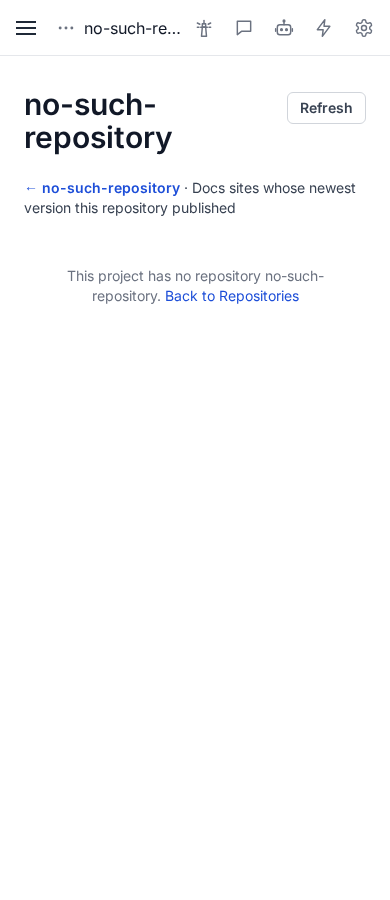 no-such-re...
no-such-
repository
Refresh
← no-such-repository · Docs sites whose newest
version this repository published
This project has no repository no-such-
repository. Back to Repositories